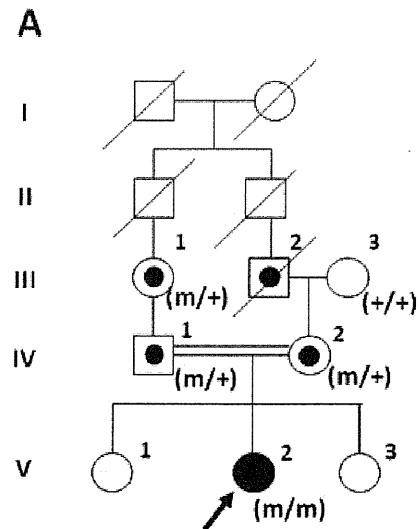 A
I
II
1 2 3
III
(m/+) (+/+)
1 2
IV
(m/+) (m/+)
1 2 3
V
(m/m)